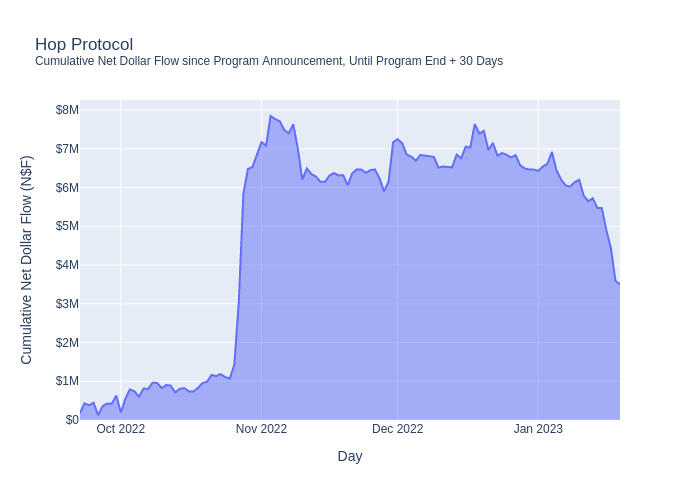 Hop Protocol
Cumulative Net Dollar Flow since Program Announcement, Until Program End + 30 Days
Cumulative Net Dollar Flow (N$F)
$8M
$7M
$6M
$5M
$4M
$3M
$2M
$1M
$0
Oct 2022
Nov 2022
Dec 2022
Jan 2023
Day